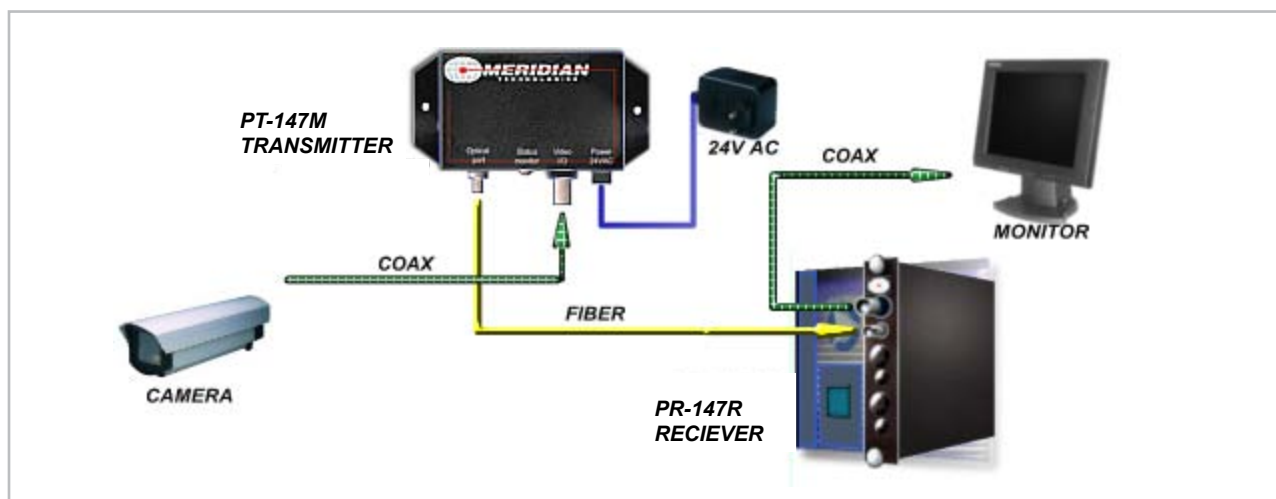 MERIDIAN
TECHNOLOGIES
PT-147M
TRANSMITTER
Optical
port
Status
monitor
Video
I/O
Power
24VAC
24V AC
COAX
MONITOR
COAX
FIBER
CAMERA
PR-147R
RECIEVER